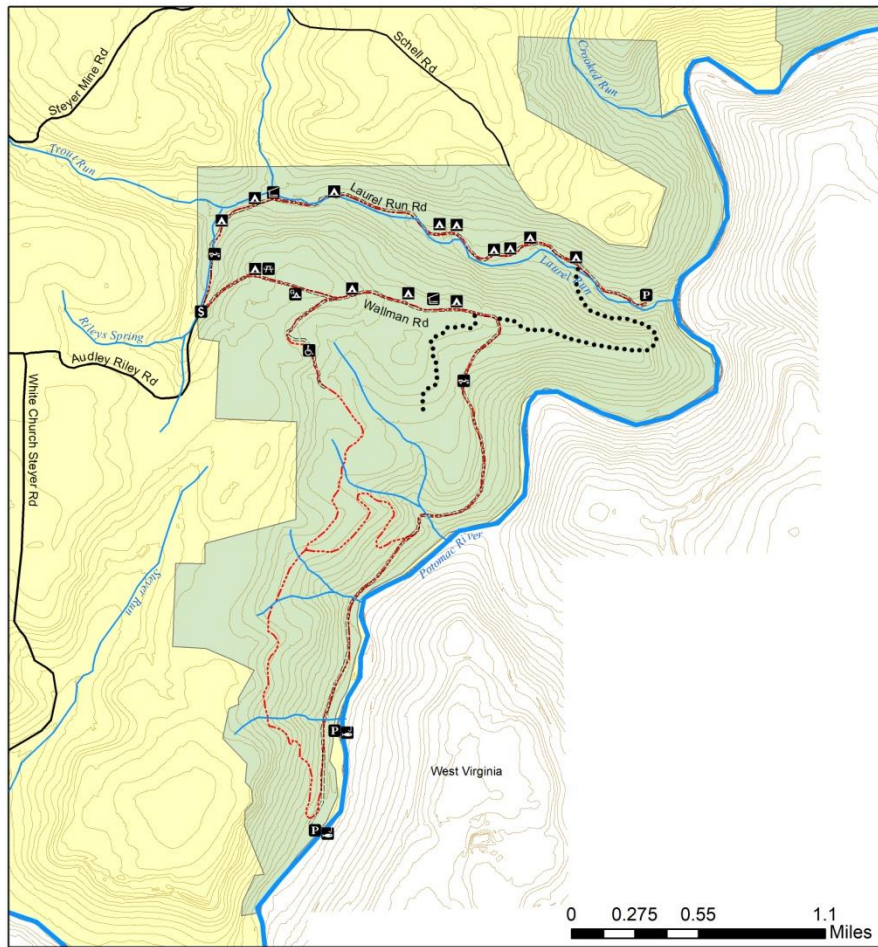 Steyer Mine Rd
Schell Rd
Crooked Run
Trout Run
Laurel Run Rd
Laurel Run
P
$
Wallman Rd
Rileys Spring
Audley Riley Rd
White Church Steyer Rd
Potomac River
Steyer Run
P
West Virginia
P
0 0.275 0.55 1.1
Miles